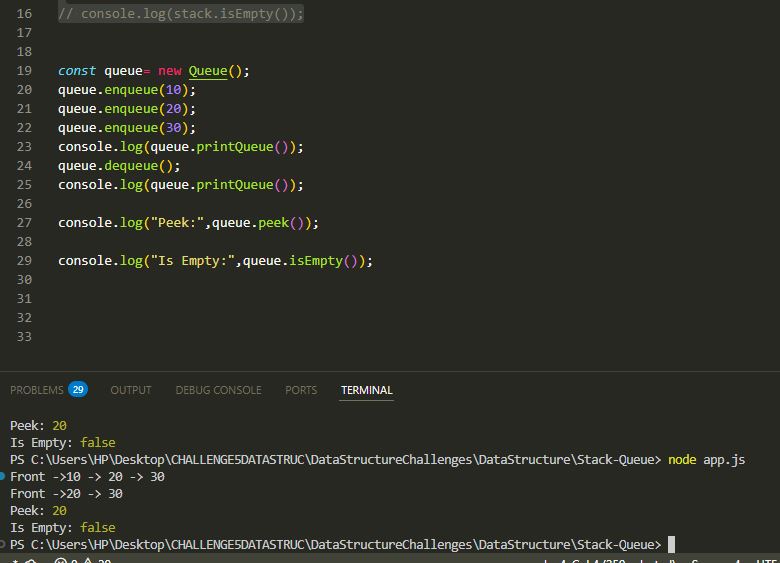 16 // console.log(stack.isEmpty());
17
18
19 const queue= new Queue();
20 queue.enqueue(10);
21 queue.enqueue(20);
22 queue.enqueue(30);
23 console.log(queue.printQueue());
24 queue.dequeue();
25 console.log(queue.printQueue());
26
27 console.log("Peek:",queue.peek());
28
29 console.log("Is Empty:",queue.isEmpty());
30
31
32
33
PROBLEMS 29 OUTPUT DEBUG CONSOLE PORTS TERMINAL
Peek: 20
Is Empty: false
PS C:\Users\HP\Desktop\CHALLENGE5DATASTRUC\DataStructureChallenges\DataStructure\Stack-Queue> node app.js
Front ->10 -> 20 -> 30
Front ->20 -> 30
Peek: 20
Is Empty: false
PS C:\Users\HP\Desktop\CHALLENGE5DATASTRUC\DataStructureChallenges\DataStructure\Stack-Queue>